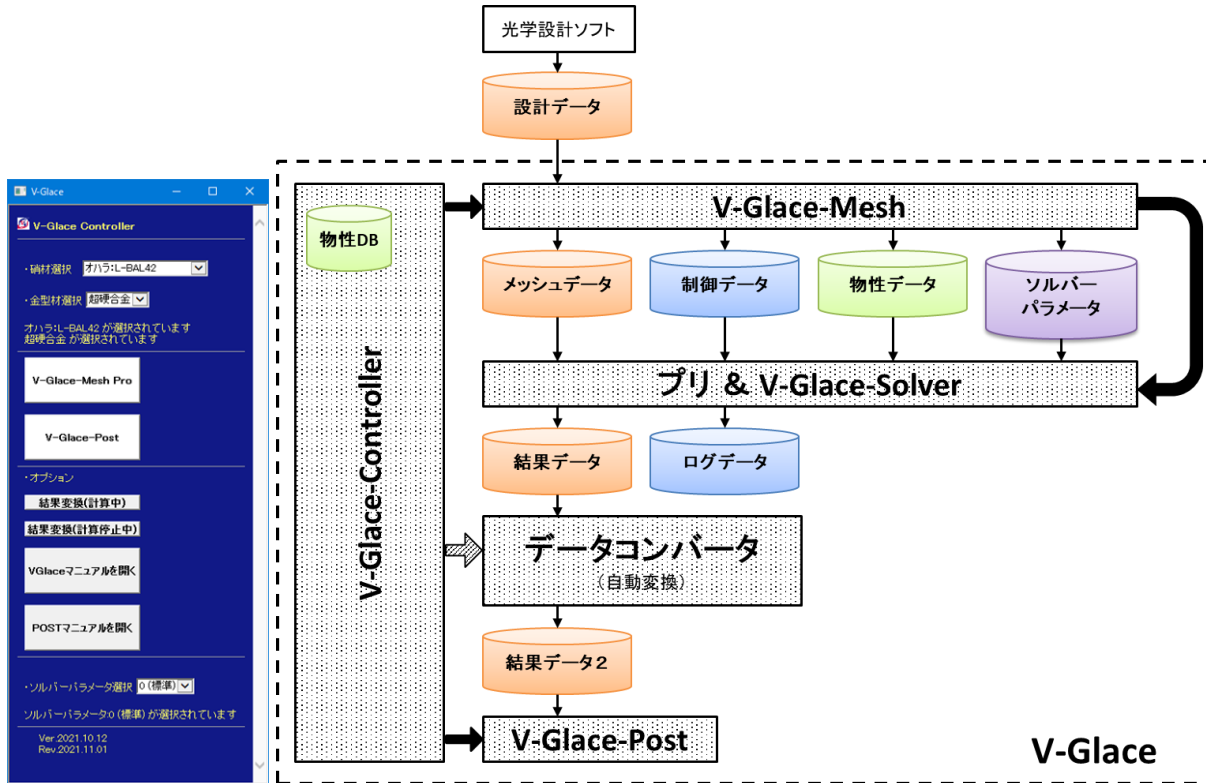 光学設計ソフト
設計データ
V-Glace
V-Glace Controller
・硝材選択 オハラ:L-BAL42
・金型材選択 超硬合金
オハラ:L-BAL42 が選択されています
超硬合金 が選択されています
V-Glace-Mesh Pro
V-Glace-Post
・オプション
結果変換(計算中)
結果変換(計算停止中)
VGlaceマニュアルを開く
POSTマニュアルを開く
・ソルバーパラメータ選択 0 (標準)
ソルバーパラメータ:0 (標準) が選択されています
Ver.2021.10.12
Rev.2021.11.01
物性DB
V-Glace-Controller
V-Glace-Mesh
メッシュデータ
制御データ
物性データ
ソルバー
パラメータ
プリ & V-Glace-Solver
結果データ
ログデータ
データコンバータ
(自動変換)
結果データ2
V-Glace-Post
V-Glace